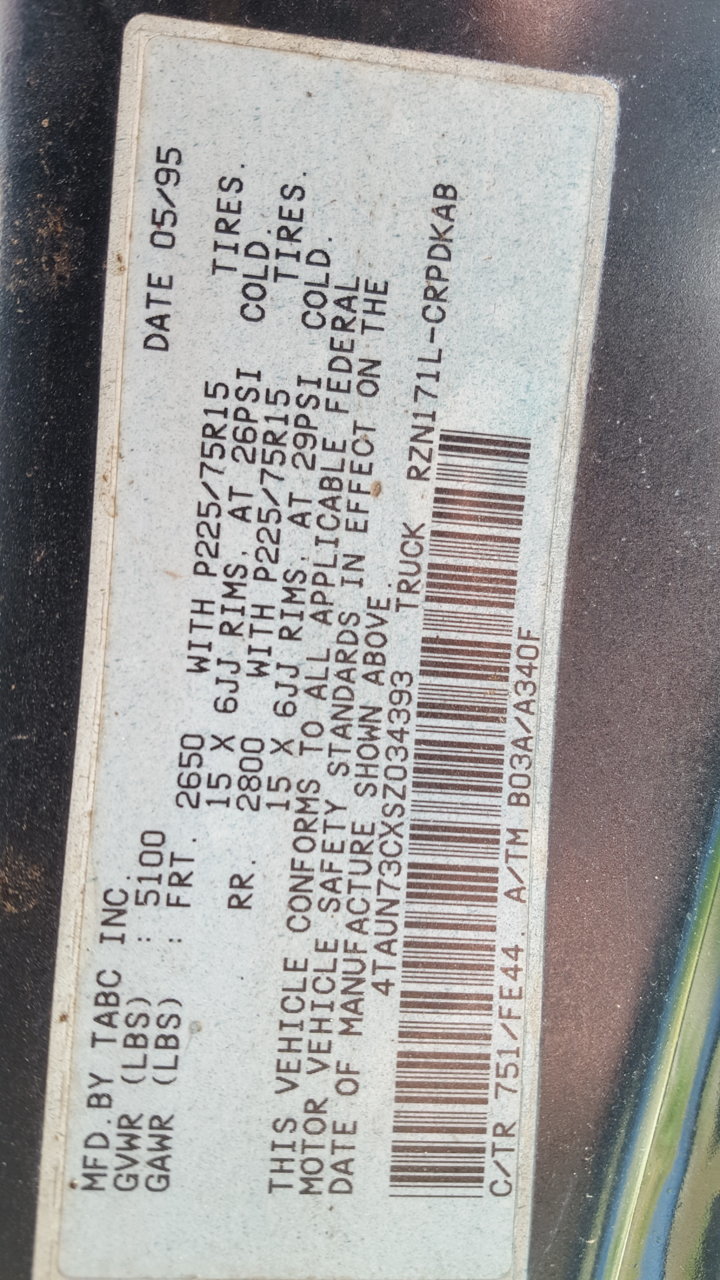 MFD.BY TABC INC. DATE 05/95
GVWR (LBS) : 5100
GAWR (LBS) : FRT. 2650 WITH P225/75R15 TIRES.
15 X 6JJ RIMS, AT 26PSI COLD.
RR. 2800 WITH P225/75R15 TIRES.
15 X 6JJ RIMS, AT 29PSI COLD.
THIS VEHICLE CONFORMS TO ALL APPLICABLE FEDERAL
MOTOR VEHICLE SAFETY STANDARDS IN EFFECT ON THE
DATE OF MANUFACTURE SHOWN ABOVE.
4TAUN73CXSZ034393 TRUCK RZN171L-CRPDKAB
C/TR 751/FE44. A/TM B03A/A340F